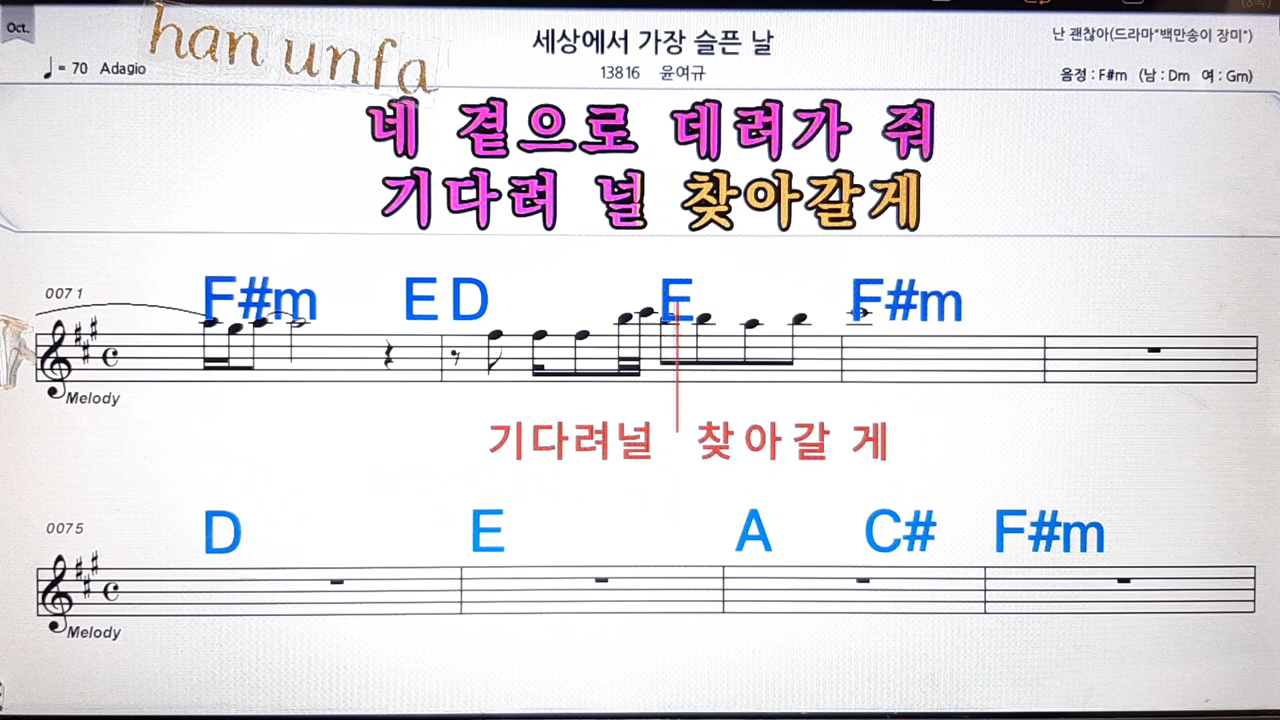 Oct.
han unfa
세상에서 가장 슬픈 날
난 괜찮아(드라마"백만송이 장미")
= 70 Adagio
13816 윤여규
음정 : F#m (남 : Dm 여 : Gm)
네 곁으로 데려가 줘
기다려 널 찾아갈게
0071
F#m E D E F#m
Melody
기다려널 찾아갈 게
0075
D E A C# F#m
Melody